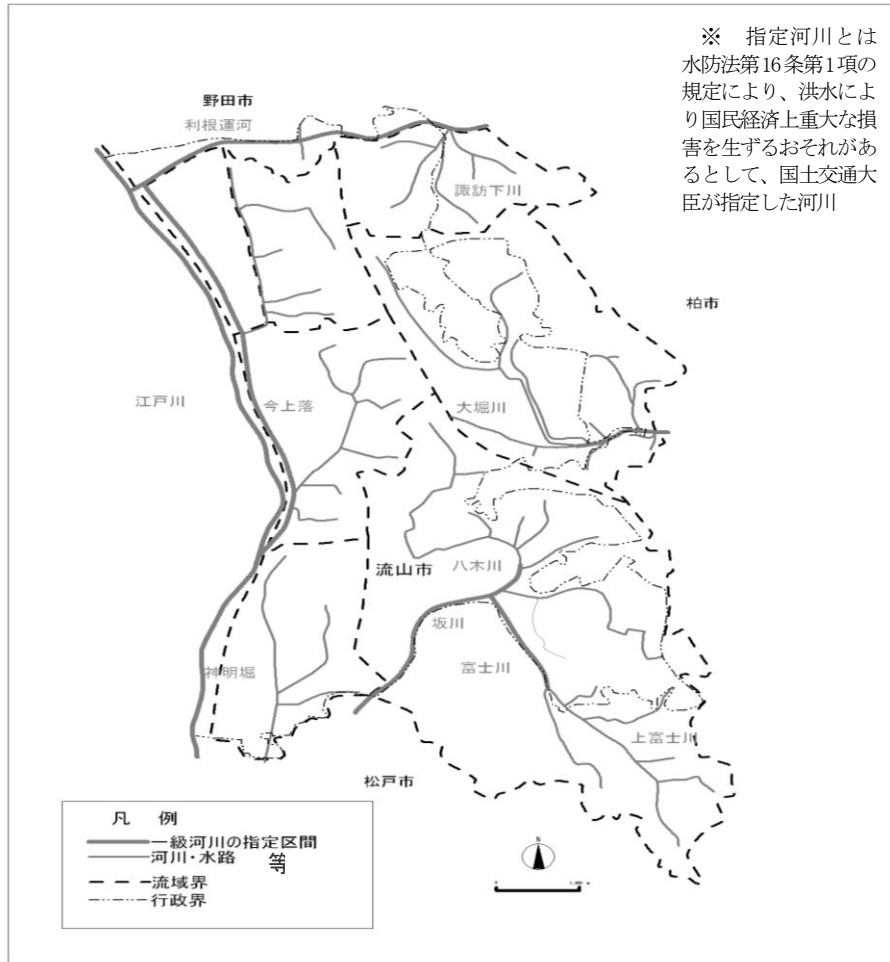 ※ 指定河川とは
水防法第16条第1項の
規定により、洪水によ
り国民経済上重大な損
害を生ずるおそれがあ
るとして、国土交通大
臣が指定した河川
野田市
利根運河
諏訪下川
柏市
江戸川
今上落
大堀川
流山市
八木川
坂川
富士川
神明堀
上富士川
松戸市
凡 例
一級河川の指定区間
河川・水路 等
流域界
行政界
N
0